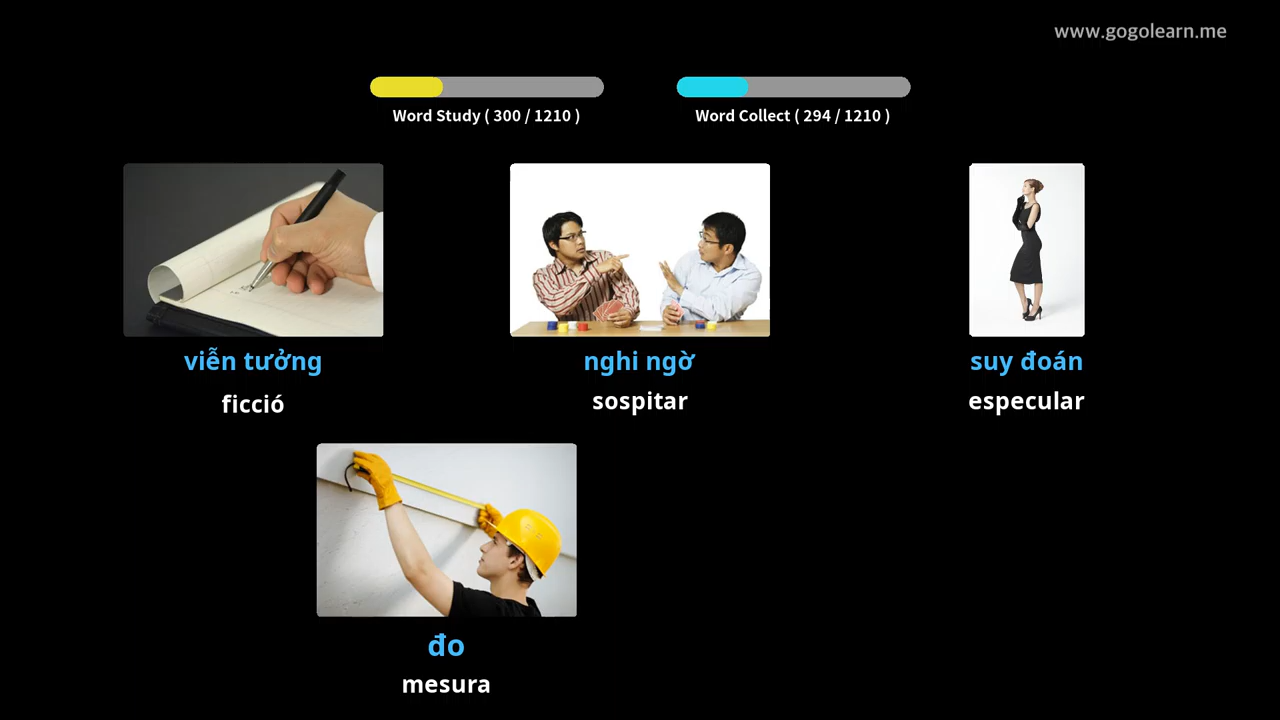 www.gogolearn.me
Word Study ( 300 / 1210 )
Word Collect ( 294 / 1210 )
viễn tưởng
ficció
nghi ngờ
sospitar
suy đoán
especular
đo
mesura